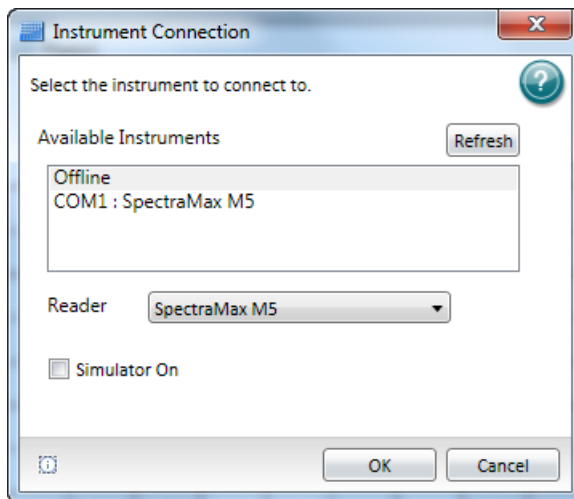 Instrument Connection
Select the instrument to connect to.
?
Available Instruments
Refresh
Offline
COM1 : SpectraMax M5
Reader
SpectraMax M5
Simulator On
OK
Cancel